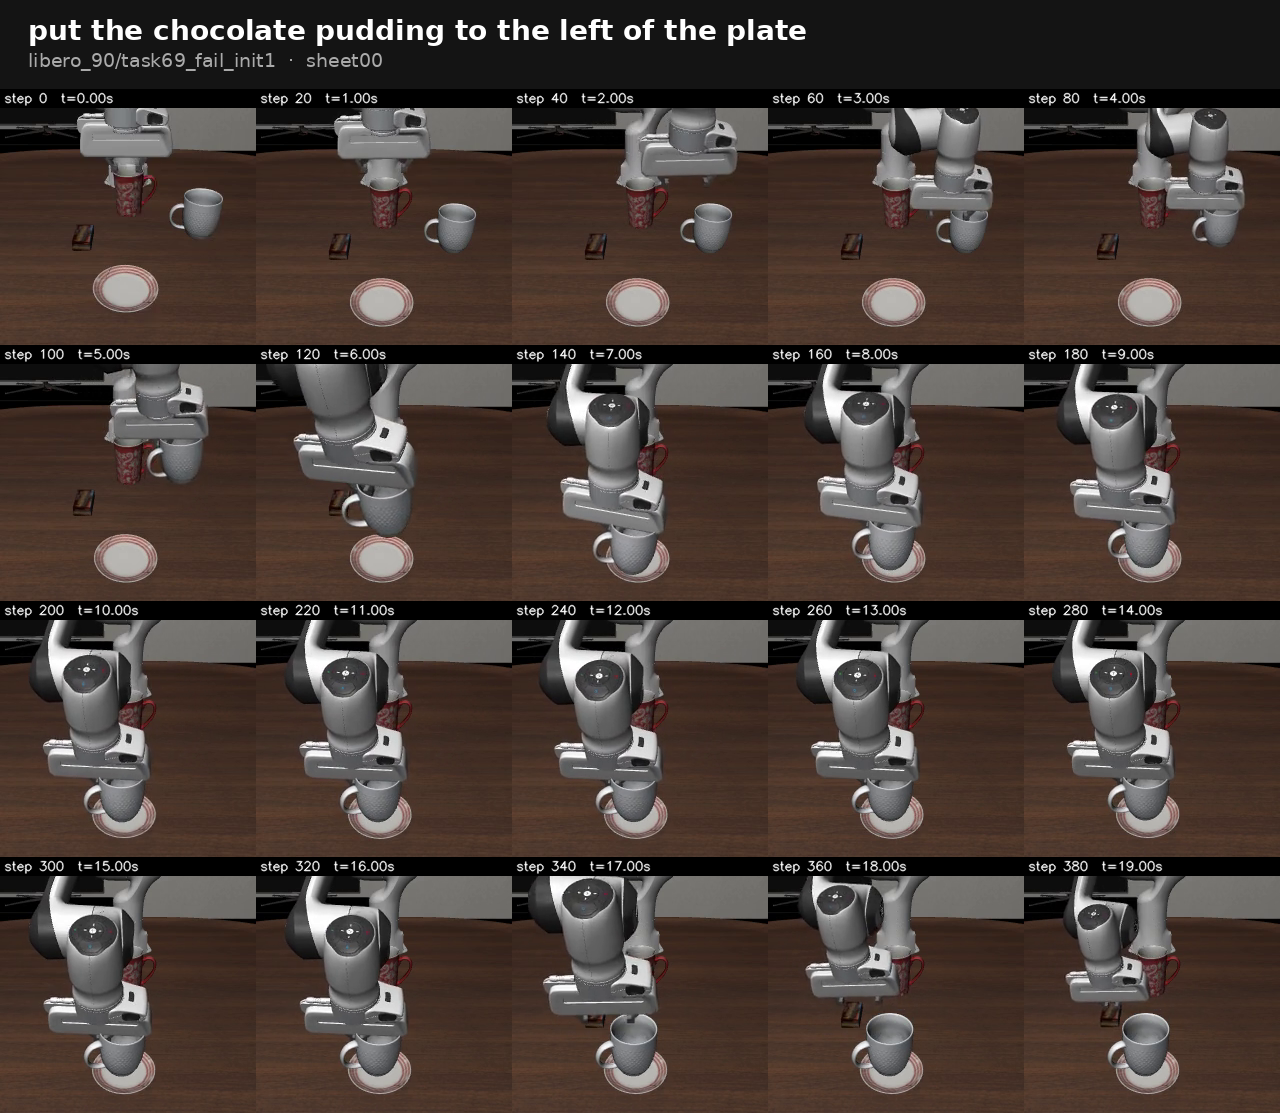 put the chocolate pudding to the left of the plate
libero_90/task69_fail_init1 · sheet00
step 0 t=0.00s
step 20 t=1.00s
step 40 t=2.00s
step 60 t=3.00s
step 80 t=4.00s
step 100 t=5.00s
step 120 t=6.00s
step 140 t=7.00s
step 160 t=8.00s
step 180 t=9.00s
step 200 t=10.00s
step 220 t=11.00s
step 240 t=12.00s
step 260 t=13.00s
step 280 t=14.00s
step 300 t=15.00s
step 320 t=16.00s
step 340 t=17.00s
step 360 t=18.00s
step 380 t=19.00s